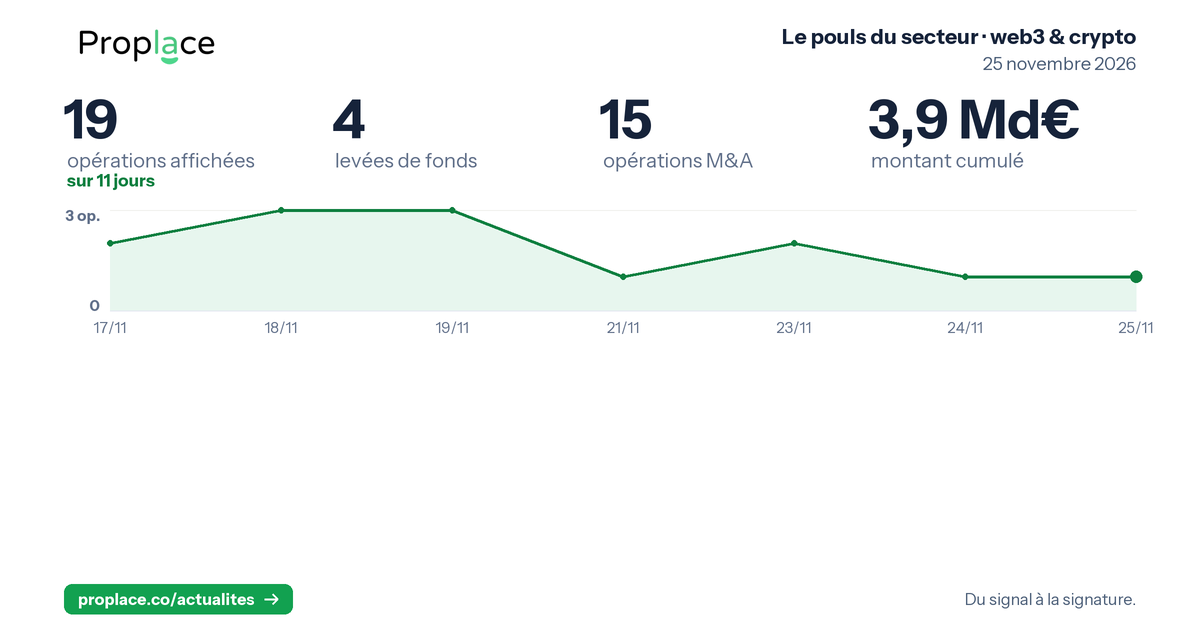 Proplace
Le pouls du secteur · web3 & crypto
25 novembre 2026
19
opérations affichées
sur 11 jours
4
levées de fonds
15
opérations M&A
3,9 Md€
montant cumulé
3 op.
0
17/11 18/11 19/11 21/11 23/11 24/11 25/11
proplace.co/actualites →
Du signal à la signature.